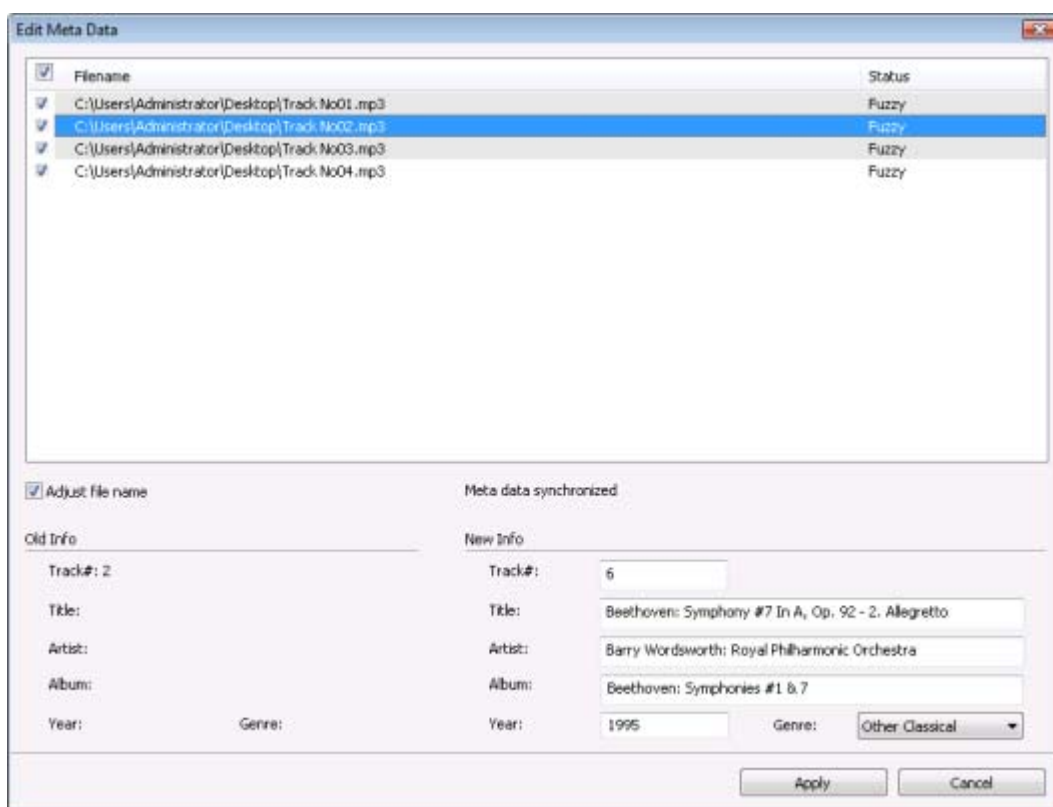 Edit Meta Data
Filename Status
C:\Users\Administrator\Desktop\Track No01.mp3 Fuzzy
C:\Users\Administrator\Desktop\Track No02.mp3 Fuzzy
C:\Users\Administrator\Desktop\Track No03.mp3 Fuzzy
C:\Users\Administrator\Desktop\Track No04.mp3 Fuzzy
Adjust file name Meta data synchronized
Old Info New Info
Track#: 2 Track#: 6
Title: Title: Beethoven: Symphony #7 In A, Op. 92 - 2. Allegretto
Artist: Artist: Barry Wordsworth: Royal Philharmonic Orchestra
Album: Album: Beethoven: Symphonies #1 & 7
Year: Genre: Year: 1995 Genre: Other Classical
Apply Cancel